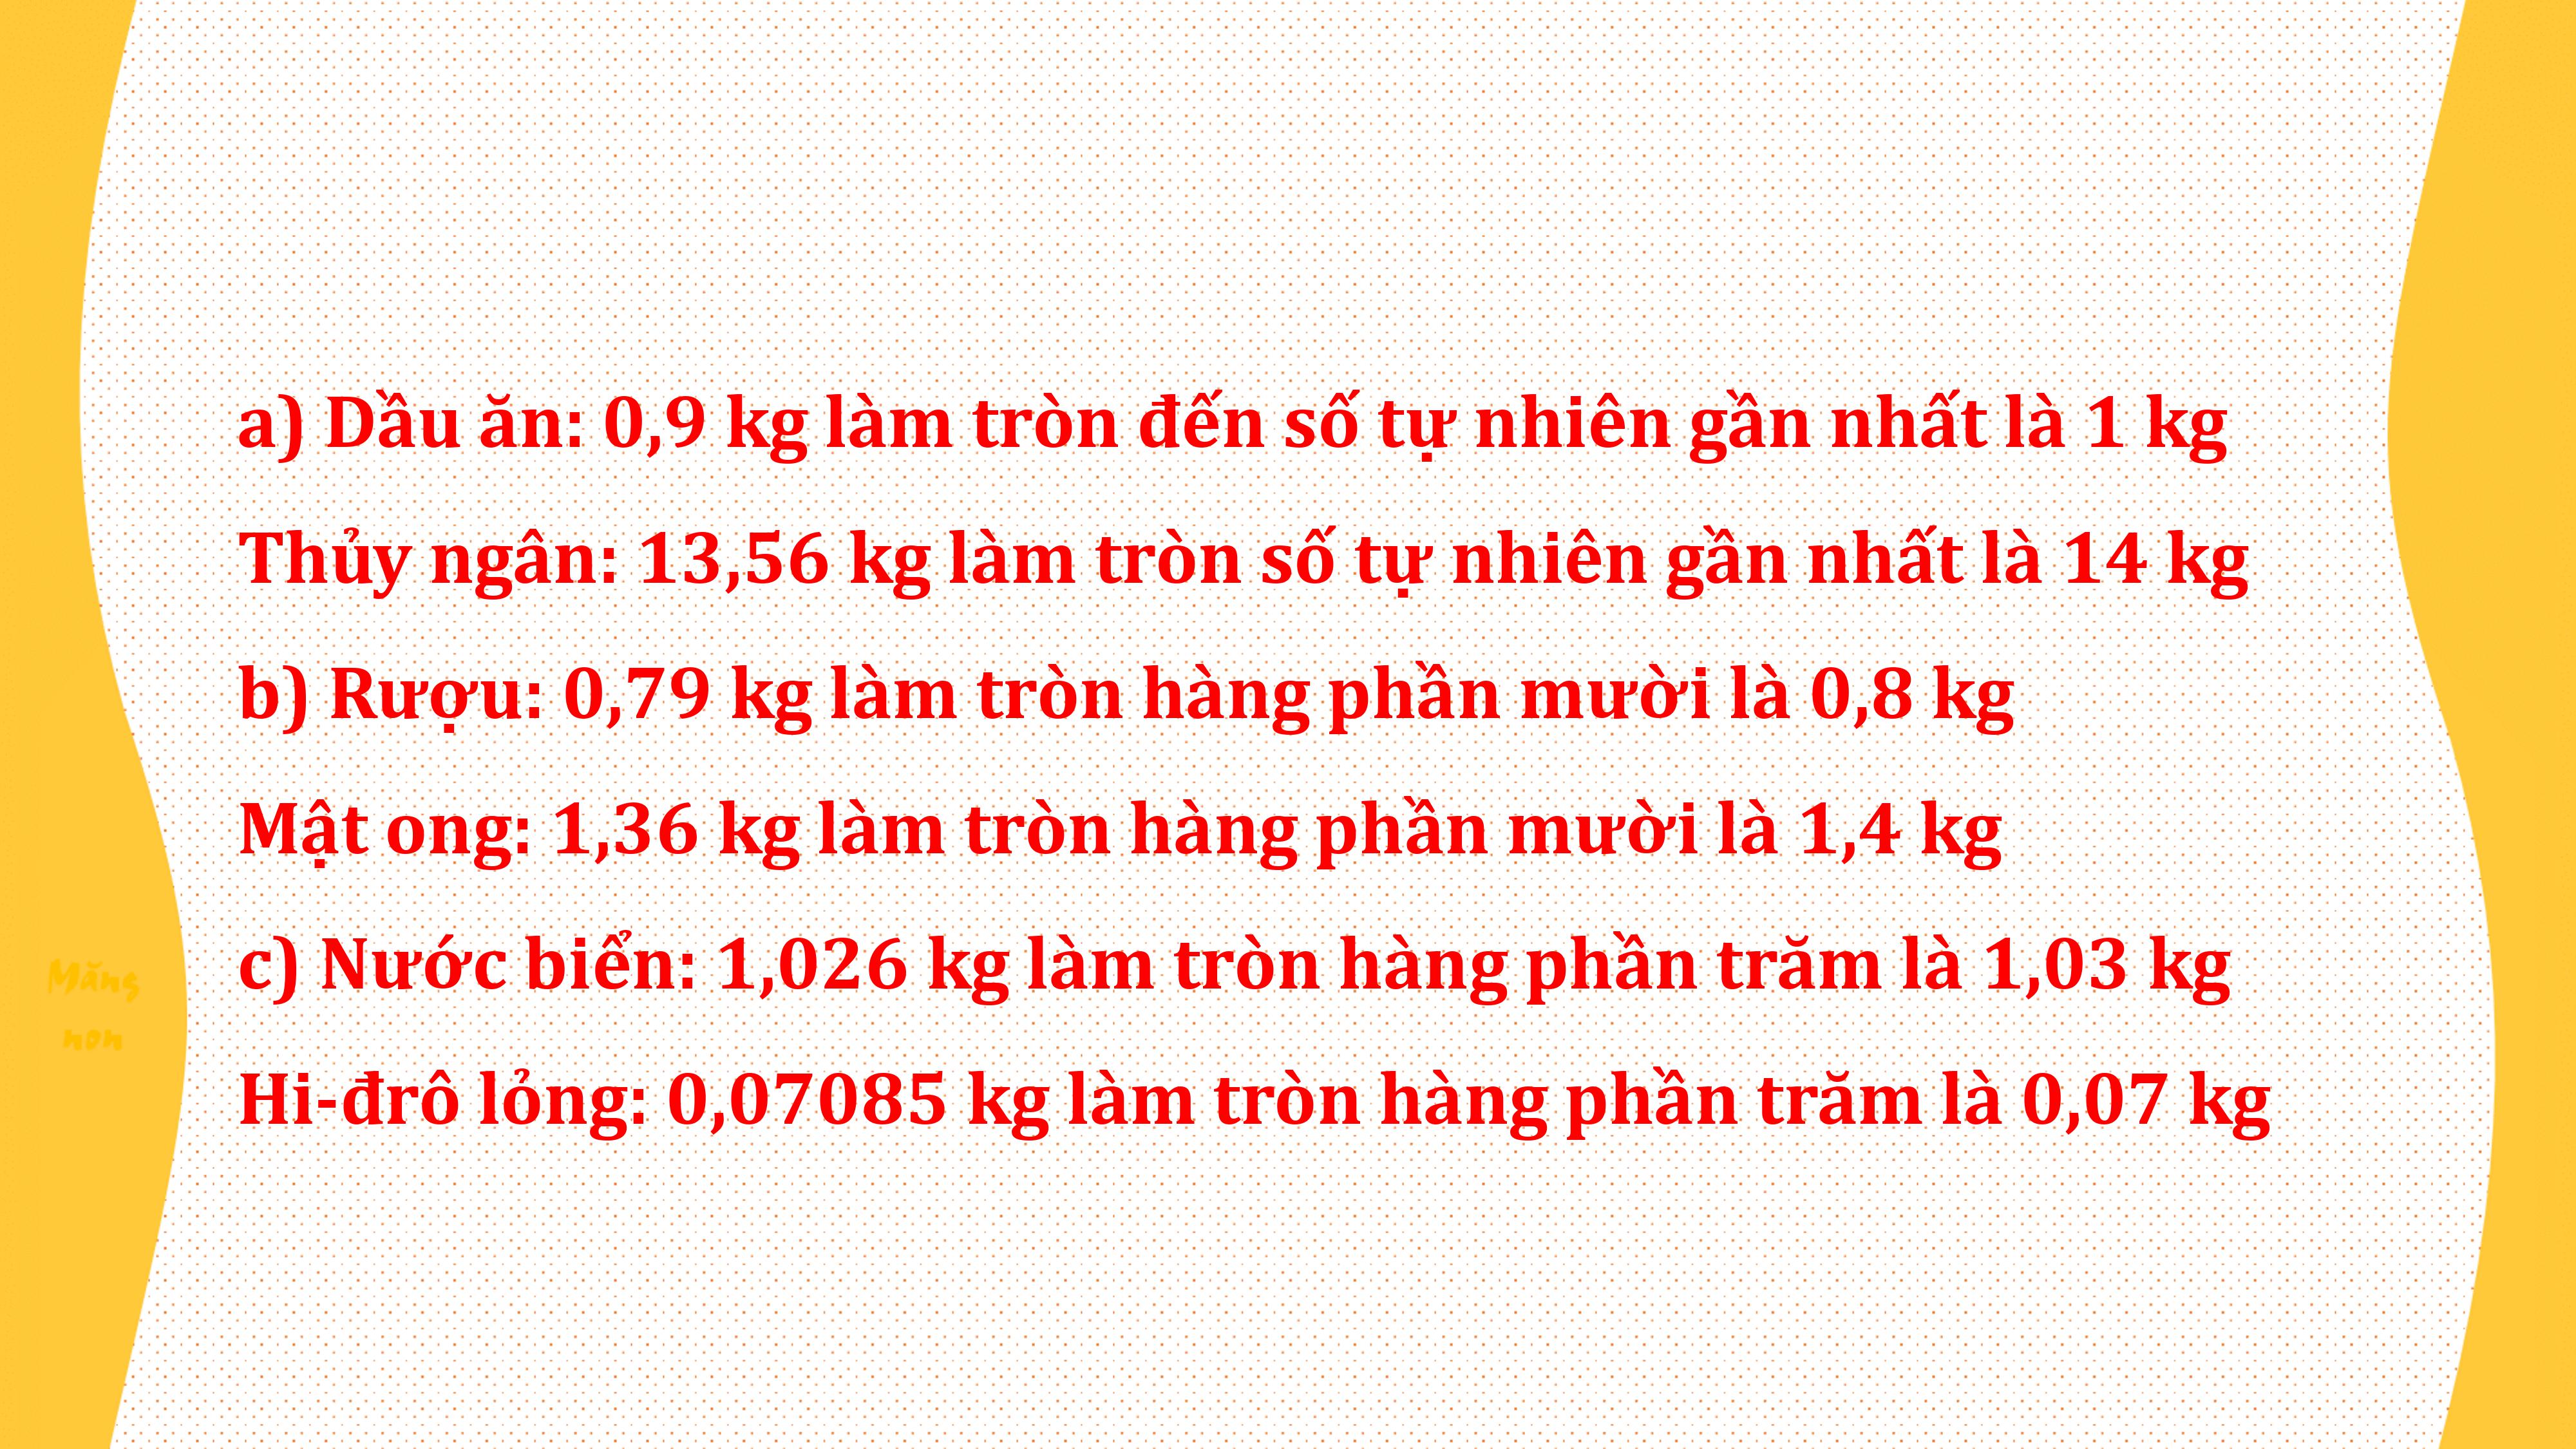 a) Dầu ăn: 0,9 kg làm tròn đến số tự nhiên gần nhất là 1 kg
Thủy ngân: 13,56 kg làm tròn số tự nhiên gần nhất là 14 kg
b) Rượu: 0,79 kg làm tròn hàng phần mười là 0,8 kg
Mật ong: 1,36 kg làm tròn hàng phần mười là 1,4 kg
c) Nước biển: 1,026 kg làm tròn hàng phần trăm là 1,03 kg
Hi-đrô lỏng: 0,07085 kg làm tròn hàng phần trăm là 0,07 kg
Măng
non